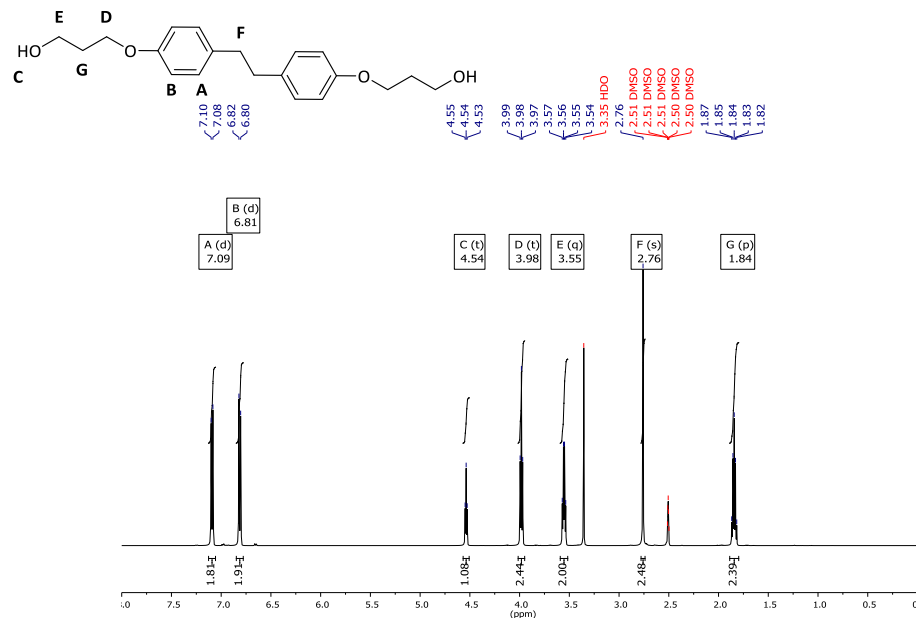 E D F
HO O OH
C G O
B A
7.10
7.08
6.82
6.80
4.55
4.54
4.53
3.99
3.98
3.97
3.57
3.56
3.55
3.54
3.35 HDO
2.76
2.51 DMSO
2.51 DMSO
2.51 DMSO
2.50 DMSO
2.50 DMSO
1.87
1.85
1.84
1.83
1.82
B (d)
6.81
A (d)
7.09
C (t)
4.54
D (t)
3.98
E (q)
3.55
F (s)
2.76
G (p)
1.84
1.81
1.91
1.08
2.44
2.00
2.48
2.39
7.5 7.0 6.5 6.0 5.5 5.0 4.5 4.0 3.5 3.0 2.5 2.0 1.5 1.0 0.5
(ppm)